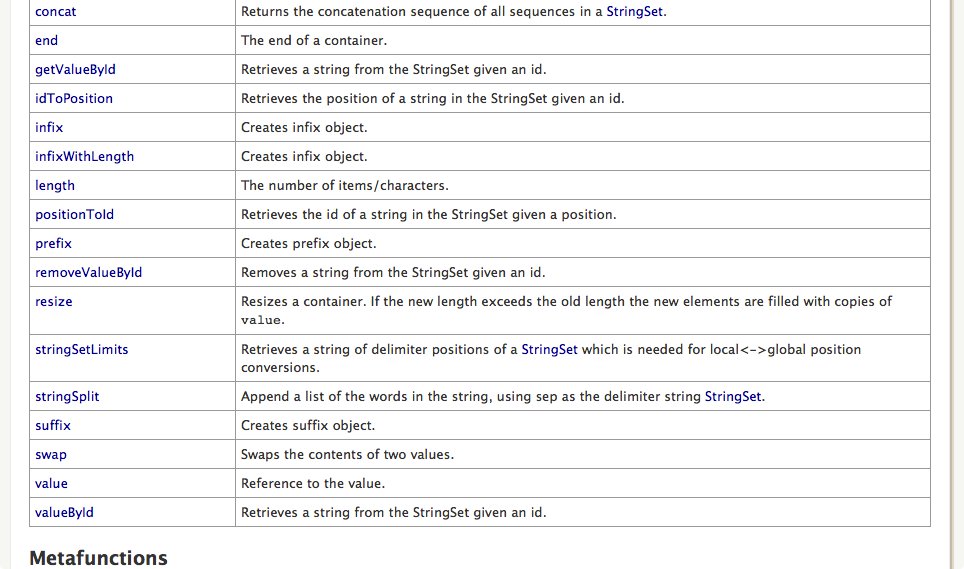 concat Returns the concatenation sequence of all sequences in a StringSet.
end The end of a container.
getValueById Retrieves a string from the StringSet given an id.
idToPosition Retrieves the position of a string in the StringSet given an id.
infix Creates infix object.
infixWithLength Creates infix object.
length The number of items/characters.
positionToId Retrieves the id of a string in the StringSet given a position.
prefix Creates prefix object.
removeValueById Removes a string from the StringSet given an id.
resize Resizes a container. If the new length exceeds the old length the new elements are filled with copies of
value.
stringSetLimits Retrieves a string of delimiter positions of a StringSet which is needed for local<->global position
conversions.
stringSplit Append a list of the words in the string, using sep as the delimiter string StringSet.
suffix Creates suffix object.
swap Swaps the contents of two values.
value Reference to the value.
valueById Retrieves a string from the StringSet given an id.
Metafunctions